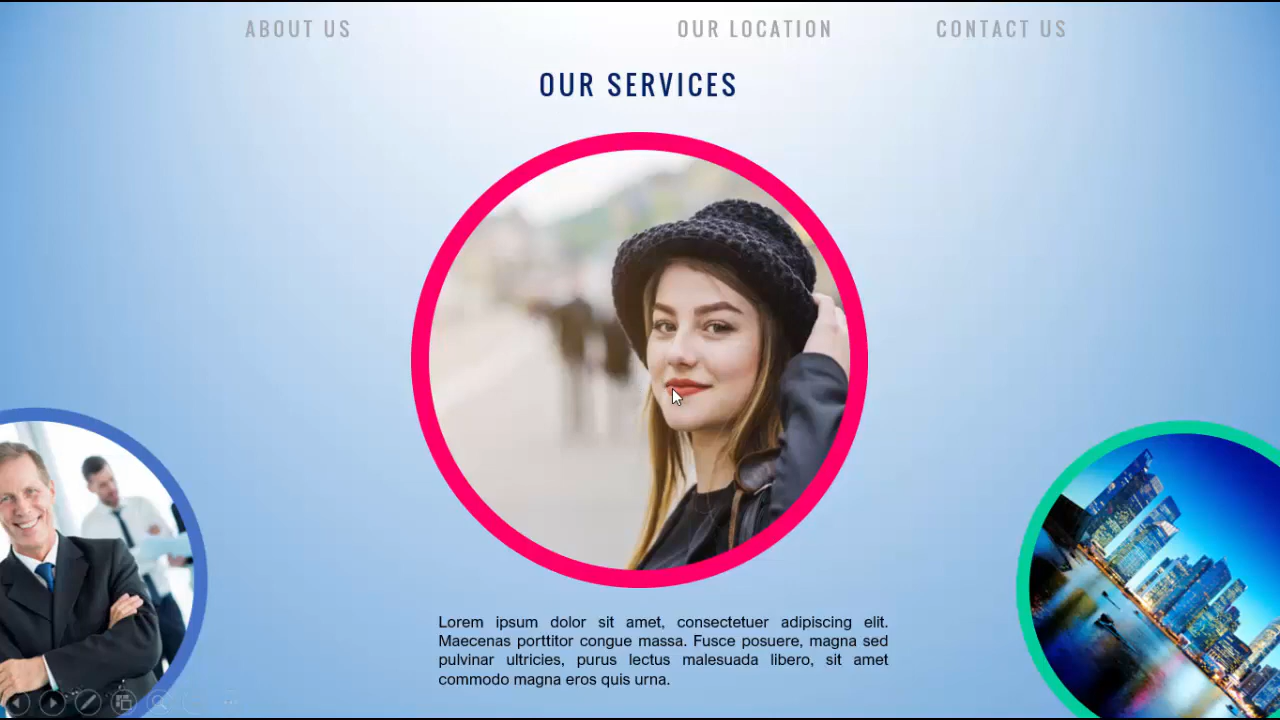 ABOUT US
OUR LOCATION
CONTACT US
OUR SERVICES
Lorem ipsum dolor sit amet, consectetuer adipiscing elit.
Maecenas porttitor congue massa. Fusce posuere, magna sed
pulvinar ultricies, purus lectus malesuada libero, sit amet
commodo magna eros quis urna.